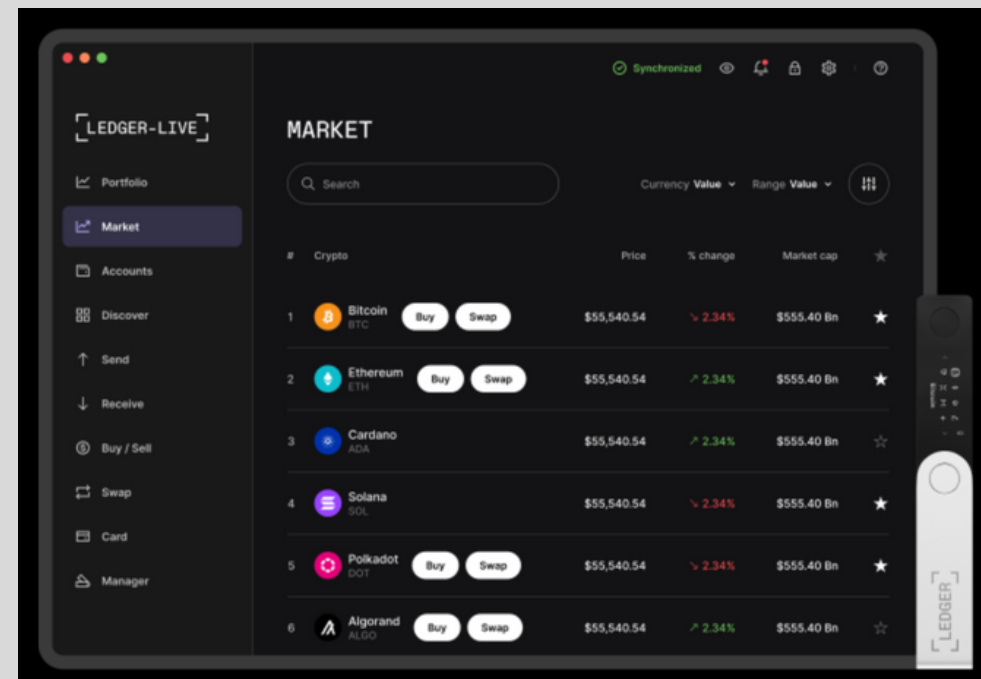 Synchronized
LEDGER-LIVE
MARKET
Portfolio
Search
Currency Value
Range Value
Market
# Crypto Price % change Market cap
Accounts
Discover
1 Bitcoin Buy Swap $55,540.54 2.34% $555.40 Bn
BTC
Send
2 Ethereum Buy Swap $55,540.54 2.34% $555.40 Bn
ETH
Receive
3 Cardano $55,540.54 2.34% $555.40 Bn
ADA
Buy / Sell
Swap
4 Solana $55,540.54 2.34% $555.40 Bn
SOL
Card
5 Polkadot Buy Swap $55,540.54 2.34% $555.40 Bn
DOT
Manager
6 Algorand Buy Swap $55,540.54 2.34% $555.40 Bn
ALGO
Bitcoin
LEDGER